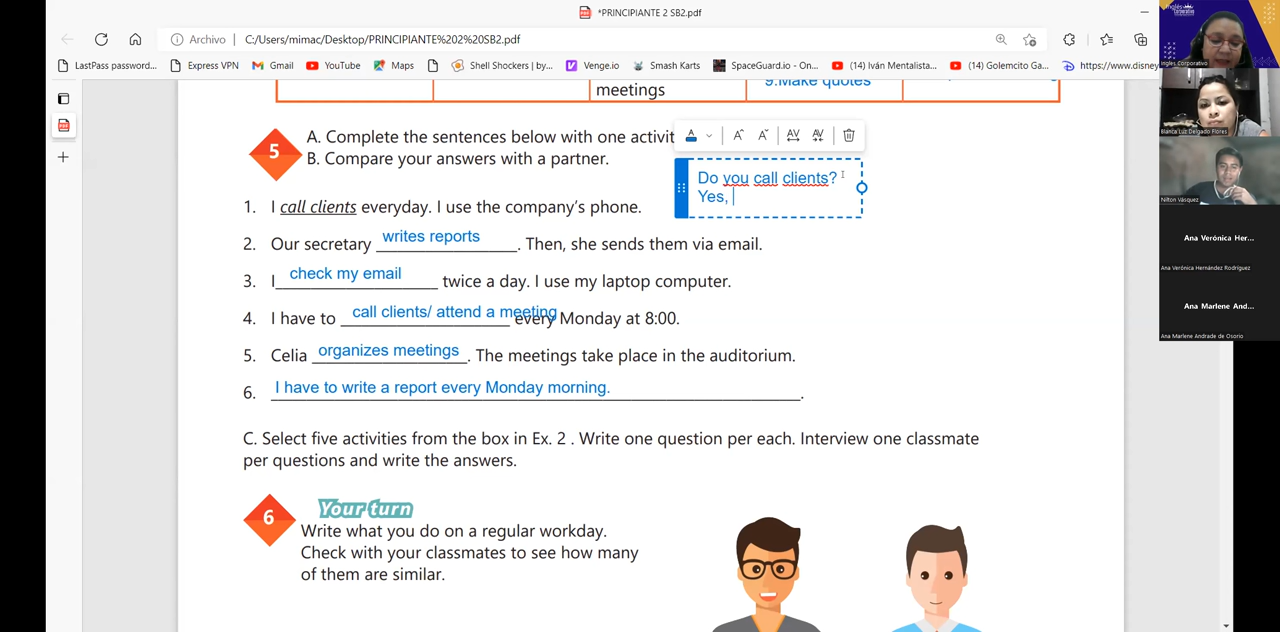 *PRINCIPIANTE 2 SB2.pdf
Archivo
C:/Users/mimac/Desktop/PRINCIPIANTE%202%20SB2.pdf
LastPass password...
Express VPN
Gmail
YouTube
Maps
Shell Shockers | by...
Venge.io
Smash Karts
SpaceGuard.io - On...
(14) Iván Mentalista...
(14) Golemcito Ga...
https://www.disney
meetings
9.Make quotes
5
A. Complete the sentences below with one activit
B. Compare your answers with a partner.
Do you call clients?
Yes,
1. I call clients everyday. I use the company's phone.
2. Our secretary writes reports. Then, she sends them via email.
3. I check my email twice a day. I use my laptop computer.
4. I have to call clients/ attend a meeting every Monday at 8:00.
5. Celia organizes meetings. The meetings take place in the auditorium.
6. I have to write a report every Monday morning.
C. Select five activities from the box in Ex. 2 . Write one question per each. Interview one classmate
per questions and write the answers.
6
Your turn
Write what you do on a regular workday.
Check with your classmates to see how many
of them are similar.
Inglés Corporativo
Blanca Luz Delgado Flores
Nilton Vásquez
Ana Verónica Her...
Ana Verónica Hernández Rodríguez
Ana Marlene And...
Ana Marlene Andrade de Osorio